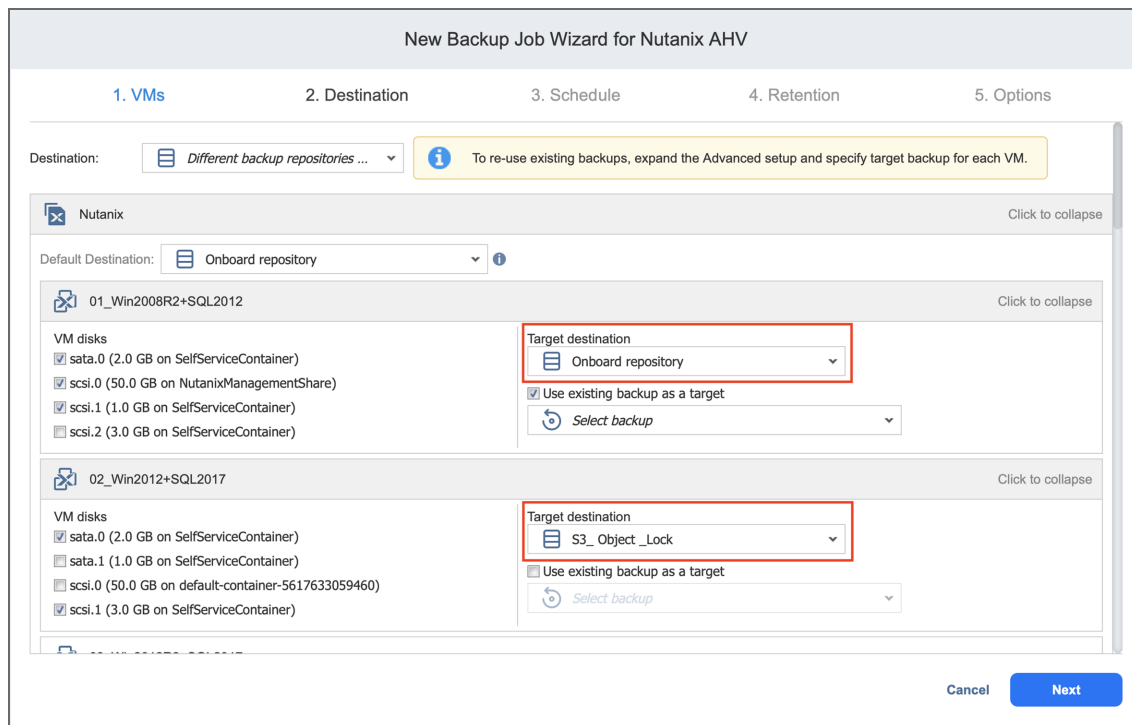 New Backup Job Wizard for Nutanix AHV
1. VMs
2. Destination
3. Schedule
4. Retention
5. Options
Destination:
Different backup repositories ...
To re-use existing backups, expand the Advanced setup and specify target backup for each VM.
Nutanix
Click to collapse
Default Destination:
Onboard repository
01_Win2008R2+SQL2012
Click to collapse
VM disks
sata.0 (2.0 GB on SelfServiceContainer)
scsi.0 (50.0 GB on NutanixManagementShare)
scsi.1 (1.0 GB on SelfServiceContainer)
scsi.2 (3.0 GB on SelfServiceContainer)
Target destination
Onboard repository
Use existing backup as a target
Select backup
02_Win2012+SQL2017
Click to collapse
VM disks
sata.0 (2.0 GB on SelfServiceContainer)
sata.1 (1.0 GB on SelfServiceContainer)
scsi.0 (50.0 GB on default-container-5617633059460)
scsi.1 (3.0 GB on SelfServiceContainer)
Target destination
S3_ Object _Lock
Use existing backup as a target
Select backup
Cancel
Next